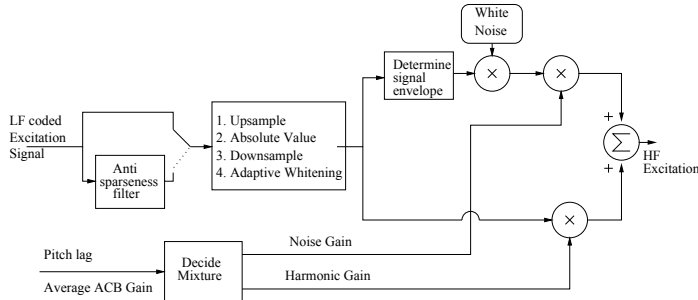 White
Noise
Determine
signal
envelope
×
×
LF coded
Excitation
Signal
1. Upsample
2. Absolute Value
3. Downsample
4. Adaptive Whitening
Anti
sparseness
filter
+
Σ
+
HF
Excitation
×
Pitch lag
Average ACB Gain
Decide
Mixture
Noise Gain
Harmonic Gain